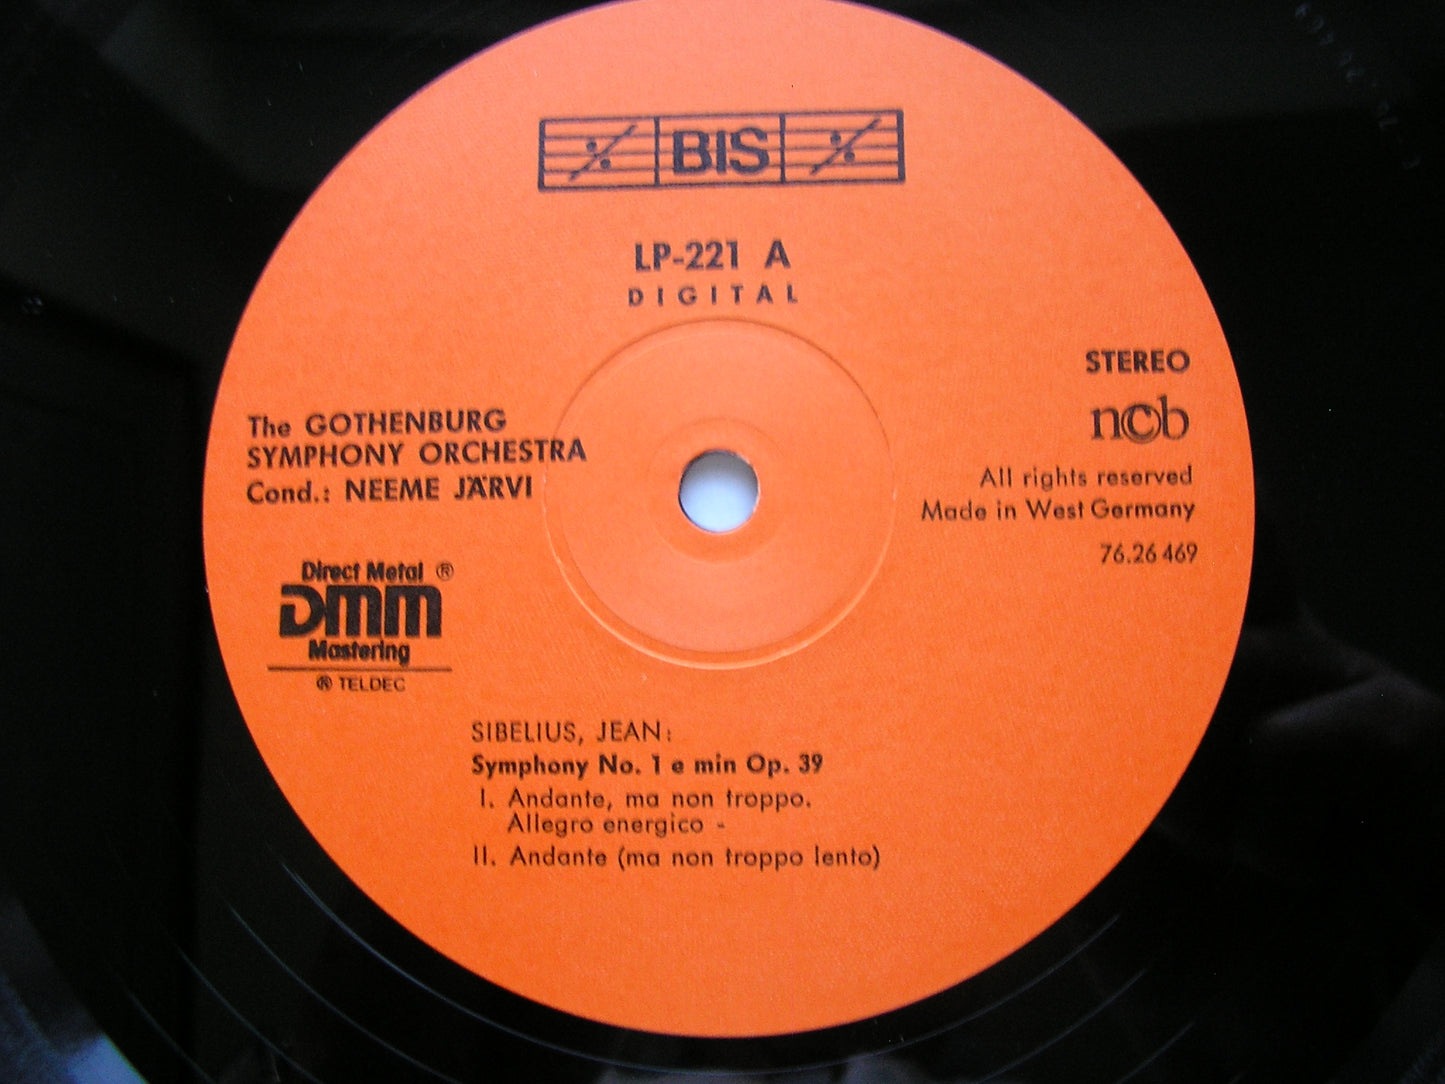 BIS
LP-221 A
DIGITAL
The GOTHENBURG
SYMPHONY ORCHESTRA
Cond.: NEEME JÄRVI
STEREO
ncb
All rights reserved
Made in West Germany
76.26 469
Direct Metal ®
DMM
Mastering
® TELDEC
SIBELIUS, JEAN:
Symphony No. 1 e min Op. 39
I. Andante, ma non troppo.
Allegro energico -
II. Andante (ma non troppo lento)